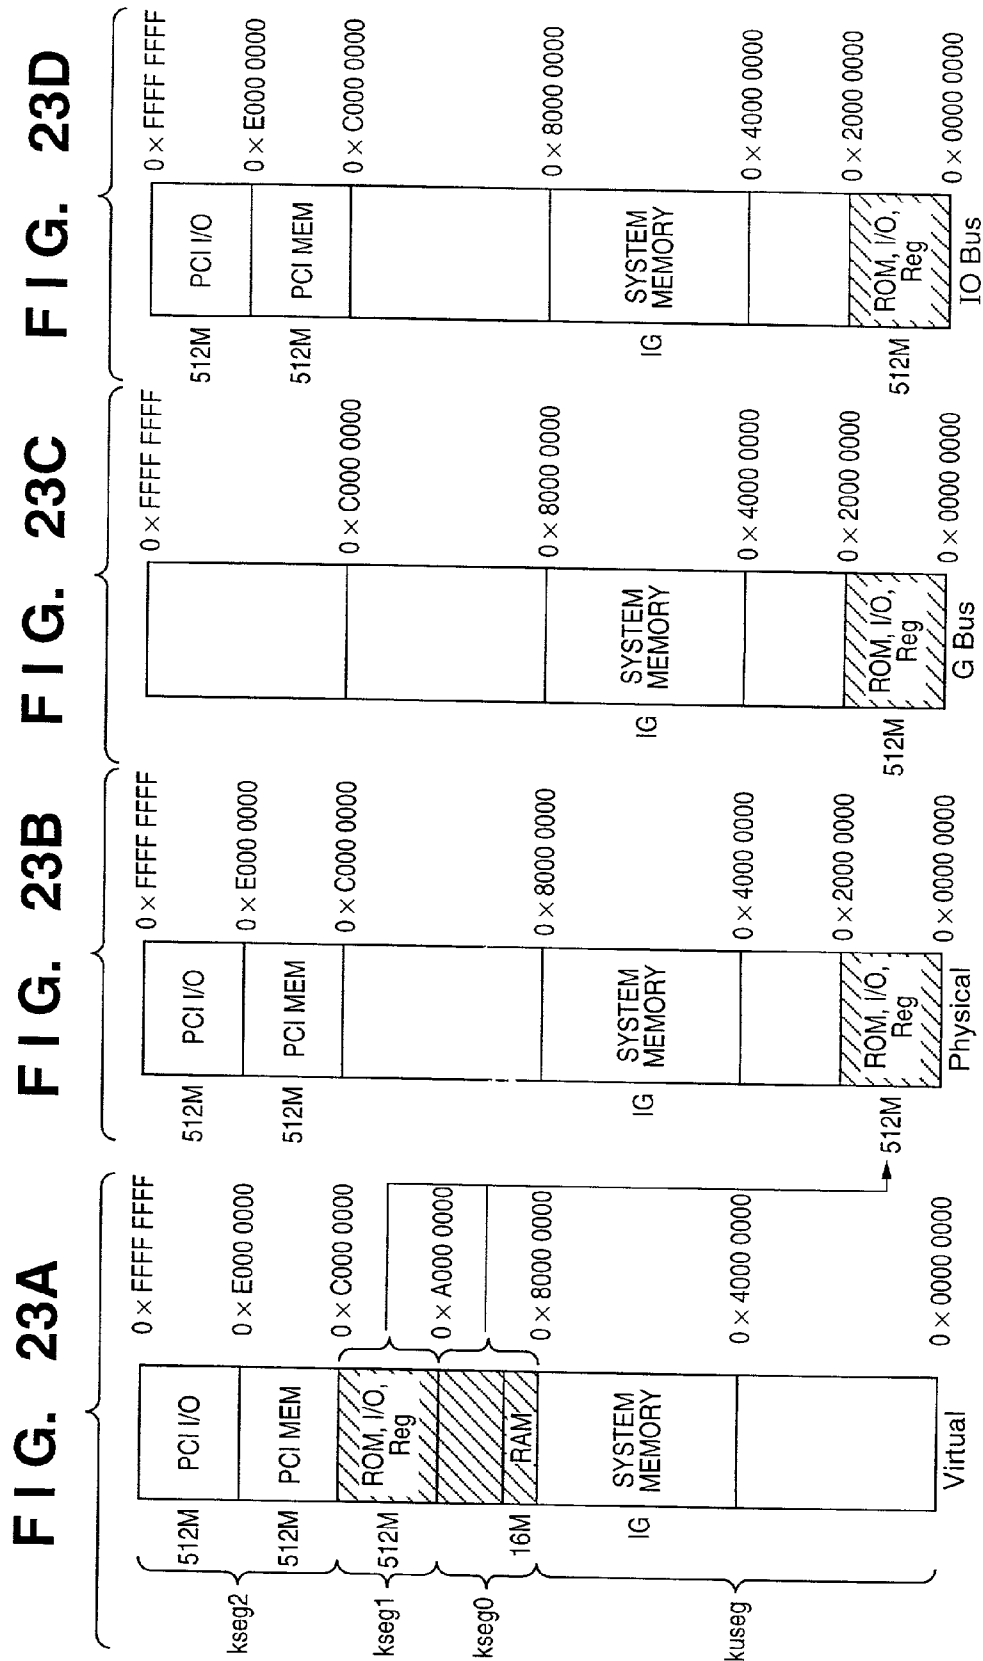 FIG. 23A
kseg2
kseg1
kseg0
kuseg
512M
512M
512M
16M
IG
PCI I/O
PCI MEM
ROM, I/O,
Reg
RAM
SYSTEM
MEMORY
0×FFFF FFFF
0×E000 0000
0×C000 0000
0×A000 0000
0×8000 0000
0×4000 0000
0×0000 0000
Virtual
FIG. 23B
512M
512M
IG
512M
PCI I/O
PCI MEM
SYSTEM
MEMORY
ROM, I/O,
Reg
0×FFFF FFFF
0×E000 0000
0×C000 0000
0×8000 0000
0×4000 0000
0×2000 0000
0×0000 0000
Physical
FIG. 23C
IG
512M
SYSTEM
MEMORY
ROM, I/O,
Reg
0×FFFF FFFF
0×C000 0000
0×8000 0000
0×4000 0000
0×2000 0000
0×0000 0000
G Bus
FIG. 23D
512M
512M
IG
512M
PCI I/O
PCI MEM
SYSTEM
MEMORY
ROM, I/O,
Reg
0×FFFF FFFF
0×E000 0000
0×C000 0000
0×8000 0000
0×4000 0000
0×2000 0000
0×0000 0000
IO Bus